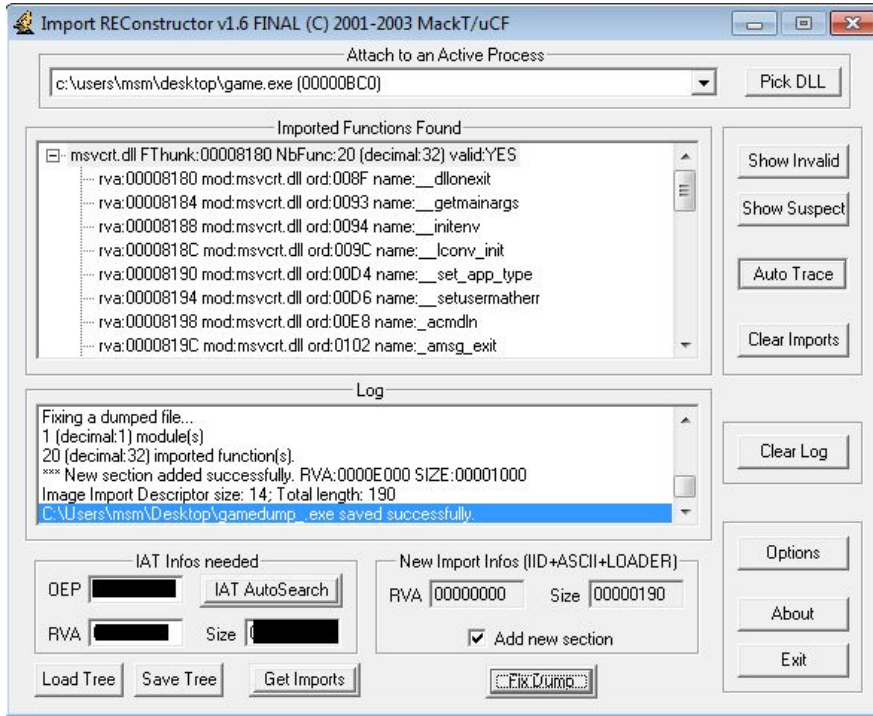 Import REConstructor v1.6 FINAL (C) 2001-2003 MackT/uCF
Attach to an Active Process
c:\users\msm\desktop\game.exe (00000BC0)
Pick DLL
Imported Functions Found
msvcrt.dll FThunk:00008180 NbFunc:20 (decimal:32) valid:YES
rva:00008180 mod:msvcrt.dll ord:008F name:__dllonexit
rva:00008184 mod:msvcrt.dll ord:0093 name:__getmainargs
rva:00008188 mod:msvcrt.dll ord:0094 name:__initenv
rva:0000818C mod:msvcrt.dll ord:009C name:__lconv_init
rva:00008190 mod:msvcrt.dll ord:00D4 name:__set_app_type
rva:00008194 mod:msvcrt.dll ord:00D6 name:__setusermatherr
rva:00008198 mod:msvcrt.dll ord:00E8 name:_acmdln
rva:0000819C mod:msvcrt.dll ord:0102 name:_amsg_exit
Show Invalid
Show Suspect
Auto Trace
Clear Imports
Log
Fixing a dumped file...
1 (decimal:1) module(s)
20 (decimal:32) imported function(s).
*** New section added successfully. RVA:0000E000 SIZE:00001000
Image Import Descriptor size: 14; Total length: 190
C:\Users\msm\Desktop\gamedump_.exe saved successfully.
Clear Log
IAT Infos needed
OEP
IAT AutoSearch
RVA
Size
New Import Infos (IID+ASCII+LOADER)
RVA 00000000 Size 00000190
Add new section
Options
About
Exit
Load Tree
Save Tree
Get Imports
Fix Dump